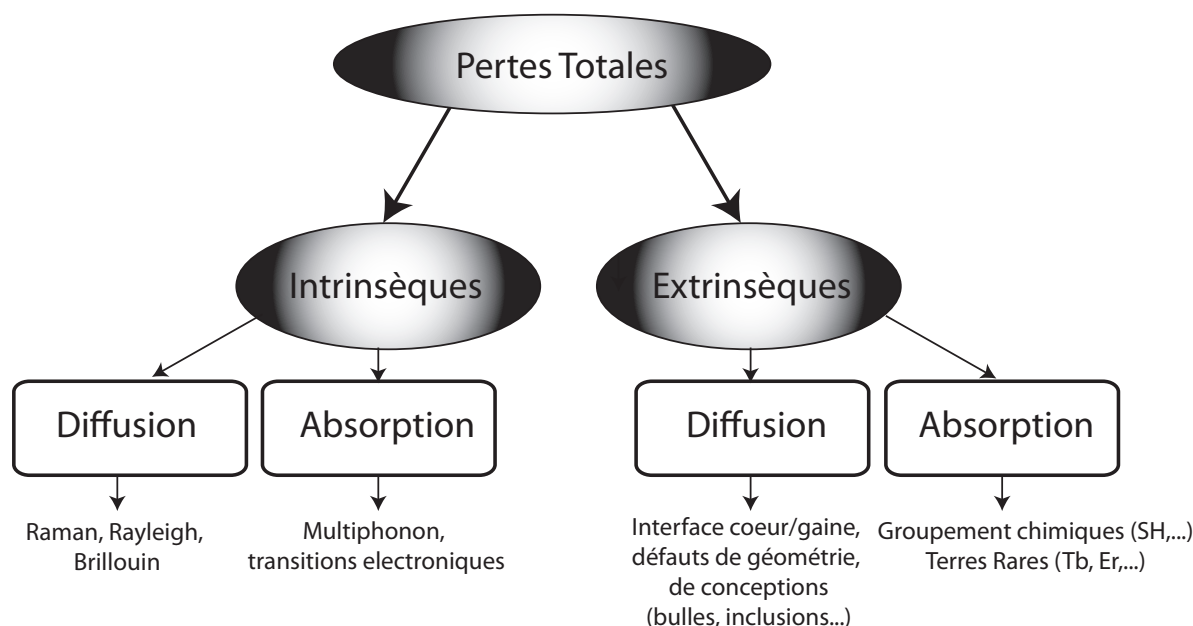 Pertes Totales
Intrinsèques
Extrinsèques
Diffusion
Absorption
Diffusion
Absorption
Raman, Rayleigh,
Brillouin
Multiphonon,
transitions electroniques
Interface coeur/gaine,
défauts de géométrie,
de conceptions
(bulles, inclusions...)
Groupement chimiques (SH,...)
Terres Rares (Tb, Er,...)